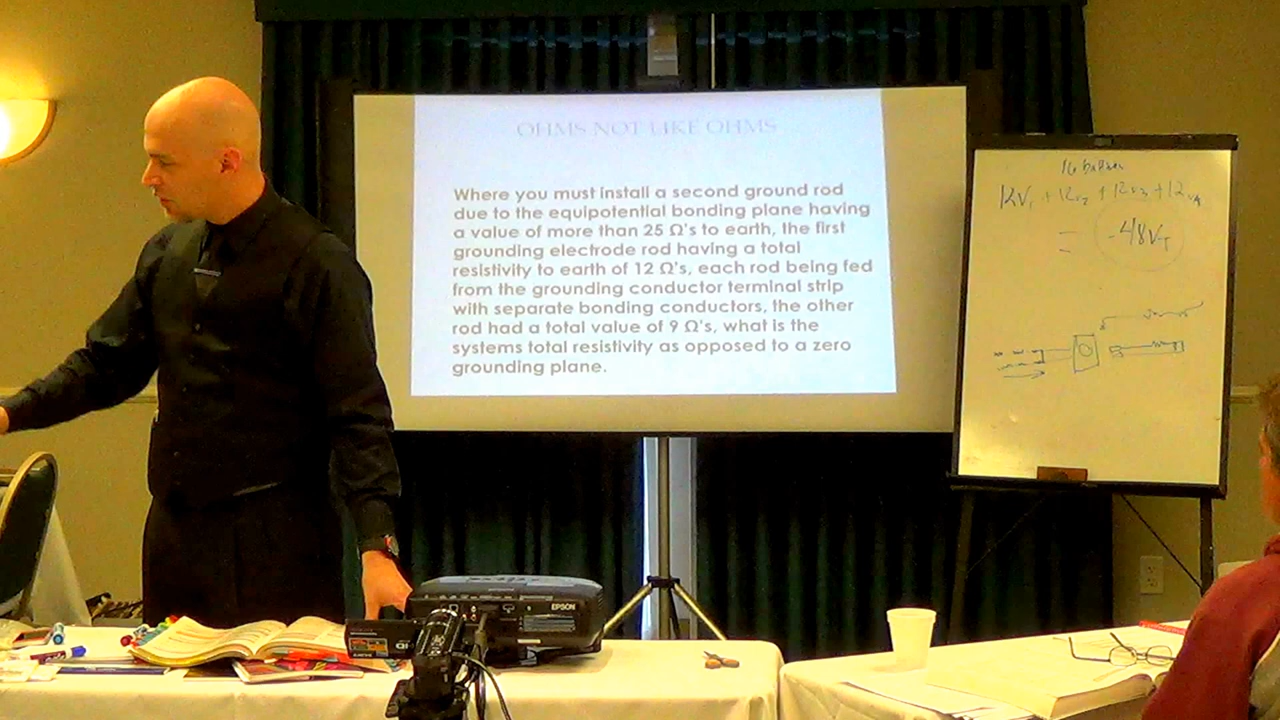 OHMS NOT LIKE OHMS
Where you must install a second ground rod
due to the equipotential bonding plane having
a value of more than 25 Ω's to earth, the first
grounding electrode rod having a total
resistivity to earth of 12 Ω's, each rod being fed
from the grounding conductor terminal strip
with separate bonding conductors, the other
rod had a total value of 9 Ω's, what is the
systems total resistivity as opposed to a zero
grounding plane.
12V₁ + 12V₂ + 12V₃ + 12V₄
= 48VT
EPSON